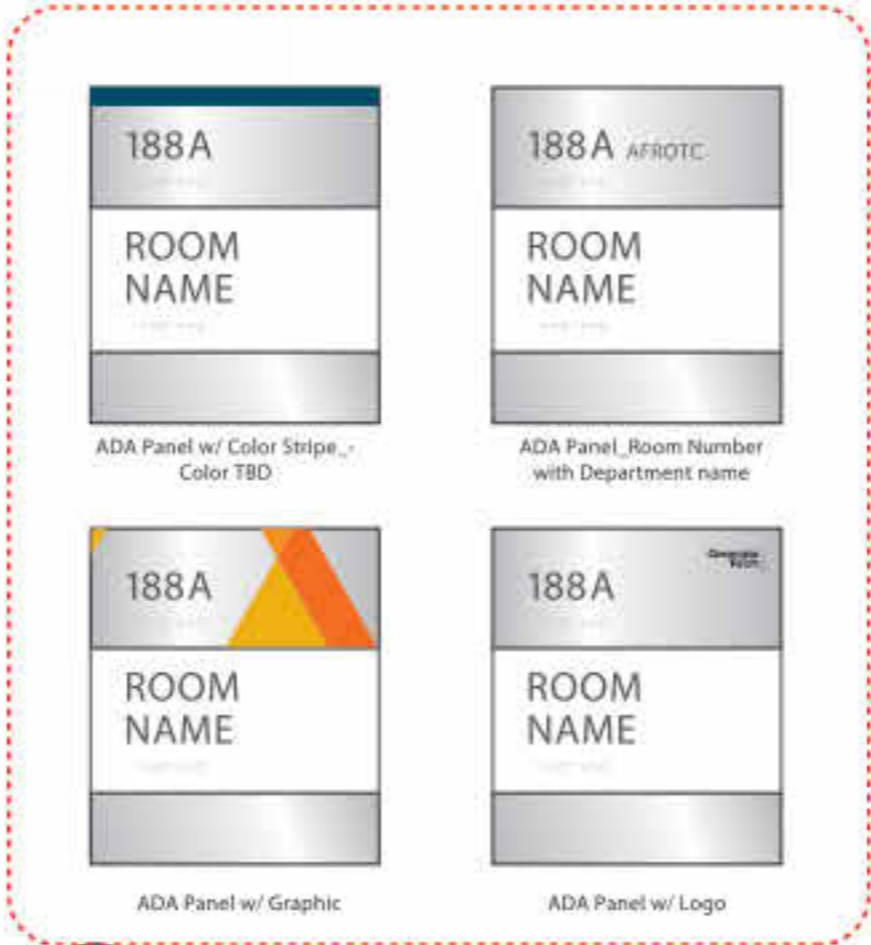 188A
ROOM
NAME
ADA Panel w/ Color Stripe_-
Color TBD
188A AFROTC
ROOM
NAME
ADA Panel_Room Number
with Department name
188A
ROOM
NAME
ADA Panel w/ Graphic
188A
ROOM
NAME
ADA Panel w/ Logo